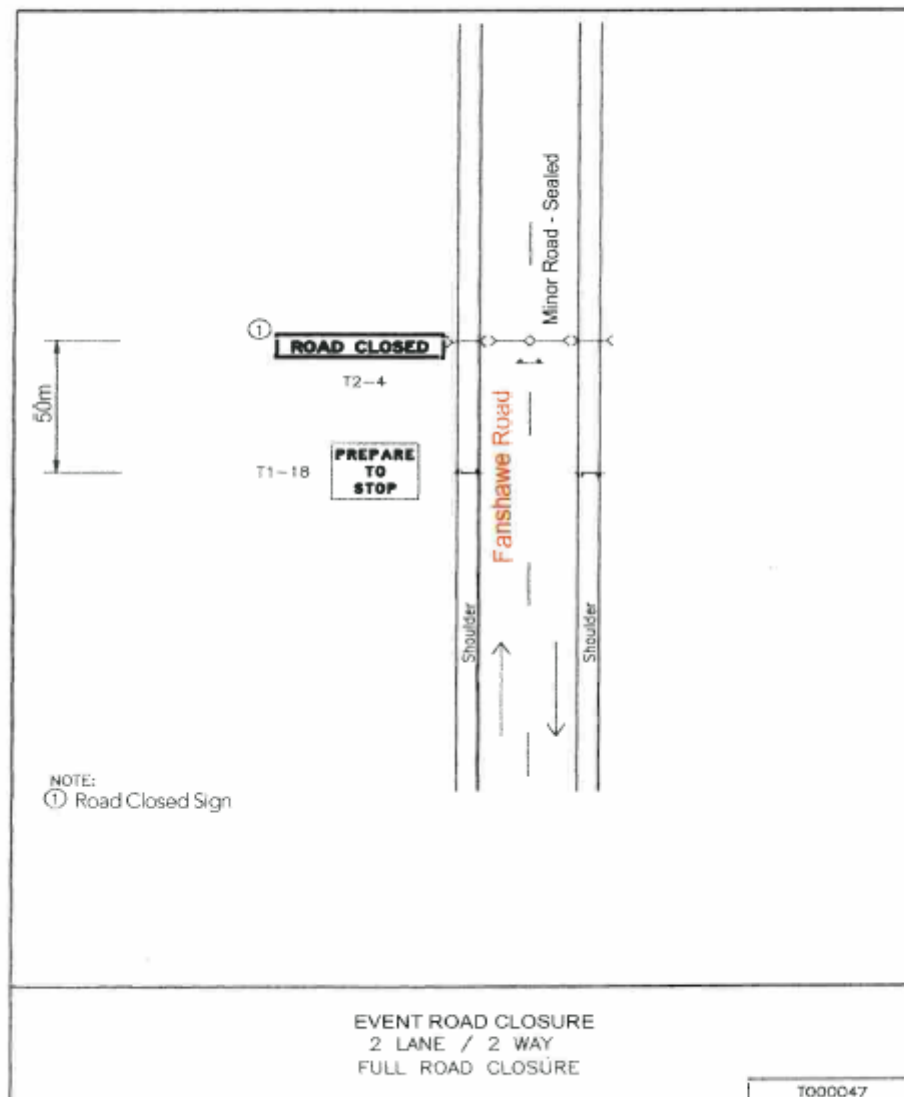 Minor Road - Sealed
1
ROAD CLOSED
T2-4
50m
Fanshawe Road
T1-18
PREPARE
TO
STOP
Shoulder
Shoulder
NOTE:
1 Road Closed Sign
EVENT ROAD CLOSURE
2 LANE / 2 WAY
FULL ROAD CLOSURE
T000047